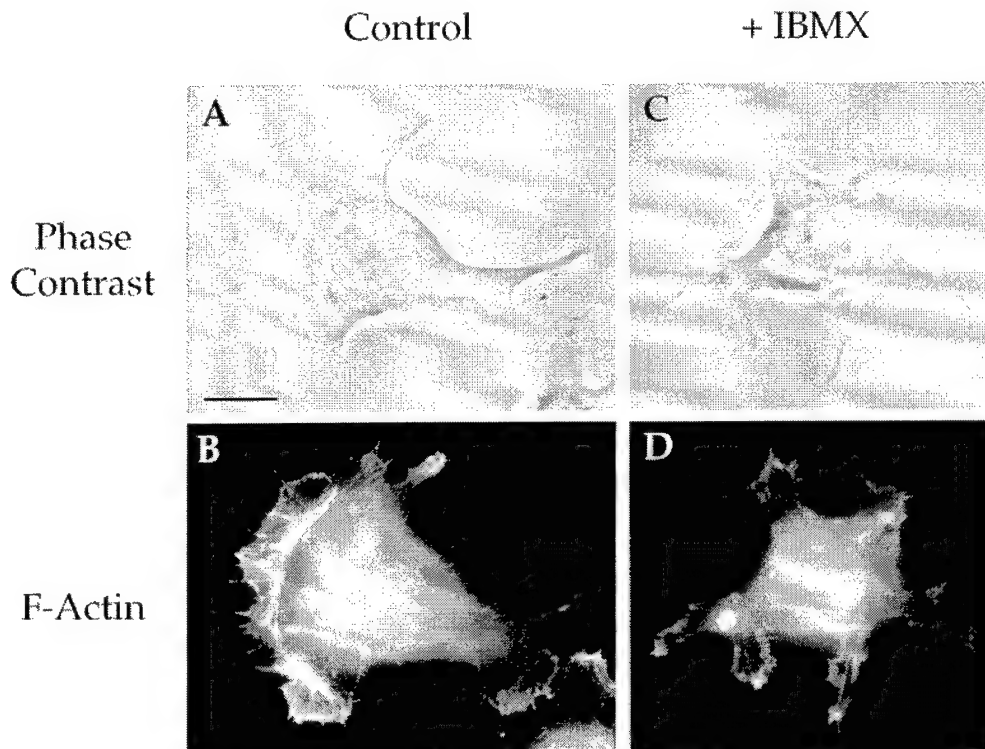 Control
+ IBMX
A
C
Phase
Contrast
B
D
F-Actin